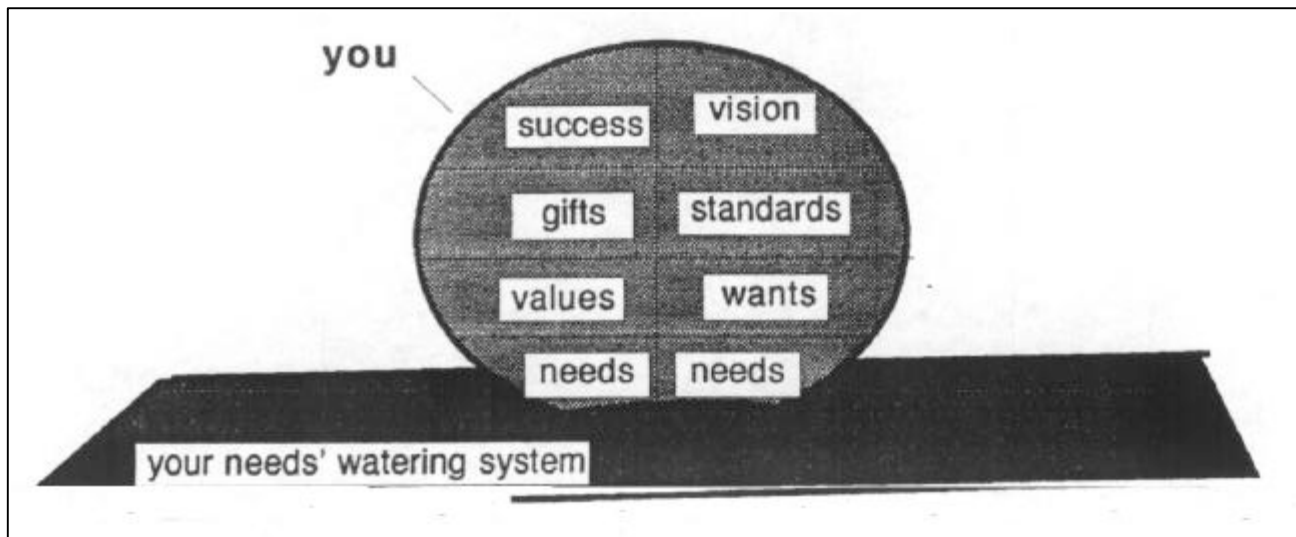 you
success vision
gifts standards
values wants
needs needs
your needs' watering system